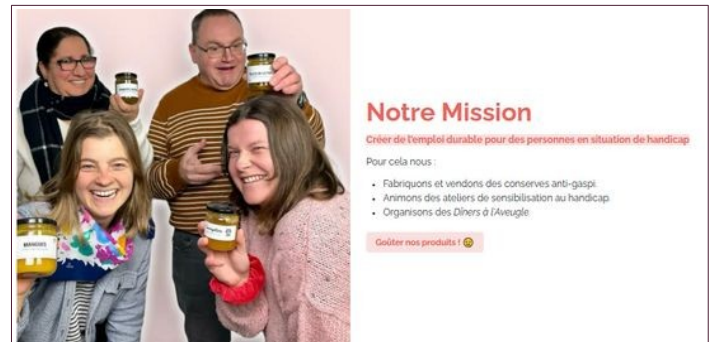 Notre Mission
Créer de l'emploi durable pour des personnes en situation de handicap
Pour cela nous :
Fabriquons et vendons des conserves anti-gaspi.
Animons des ateliers de sensibilisation au handicap.
Organisons des Dîners à l'Aveugle.
Goûter nos produits ! 😋